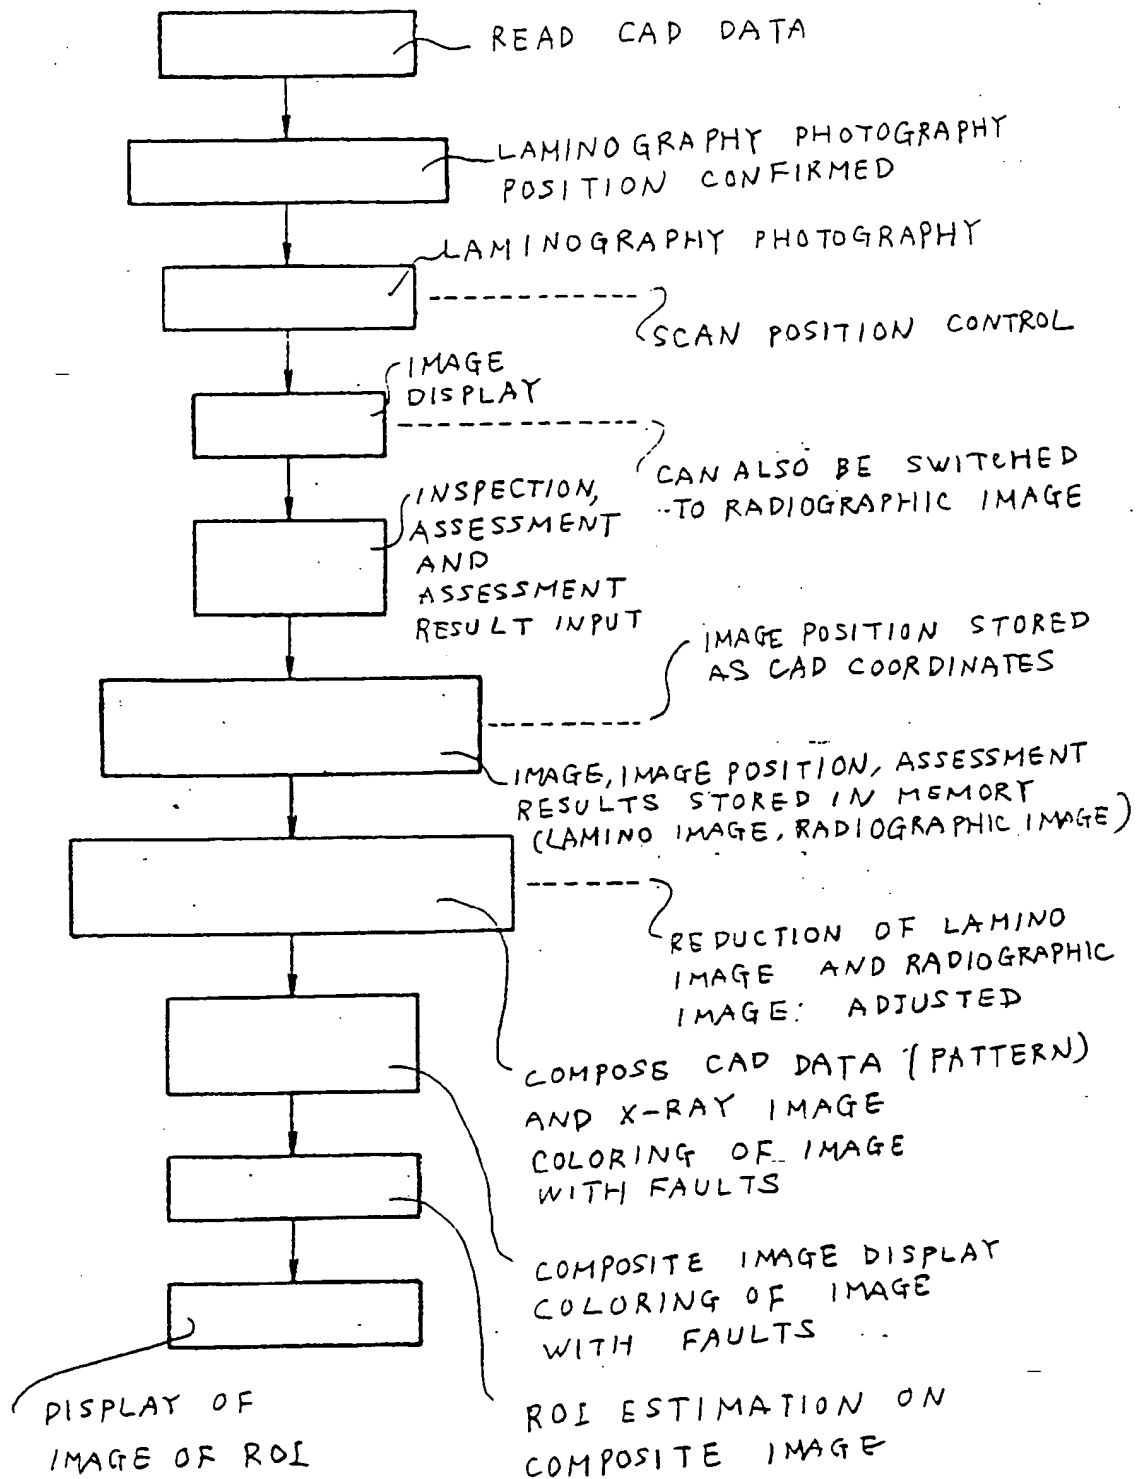 READ CAD DATA
LAMINOGRAPHY PHOTOGRAPHY
POSITION CONFIRMED
LAMINOGRAPHY PHOTOGRAPHY
SCAN POSITION CONTROL
IMAGE
DISPLAY
CAN ALSO BE SWITCHED
TO RADIOGRAPHIC IMAGE
INSPECTION,
ASSESSMENT
AND
ASSESSMENT
RESULT INPUT
IMAGE POSITION STORED
AS CAD COORDINATES
IMAGE, IMAGE POSITION, ASSESSMENT
RESULTS STORED IN MEMORY
(LAMINO IMAGE, RADIOGRAPHIC IMAGE)
REDUCTION OF LAMINO
IMAGE AND RADIOGRAPHIC
IMAGE: ADJUSTED
COMPOSE CAD DATA (PATTERN)
AND X-RAY IMAGE
COLORING OF IMAGE
WITH FAULTS
COMPOSITE IMAGE DISPLAY
COLORING OF IMAGE
WITH FAULTS
ROI ESTIMATION ON
COMPOSITE IMAGE
DISPLAY OF
IMAGE OF ROI